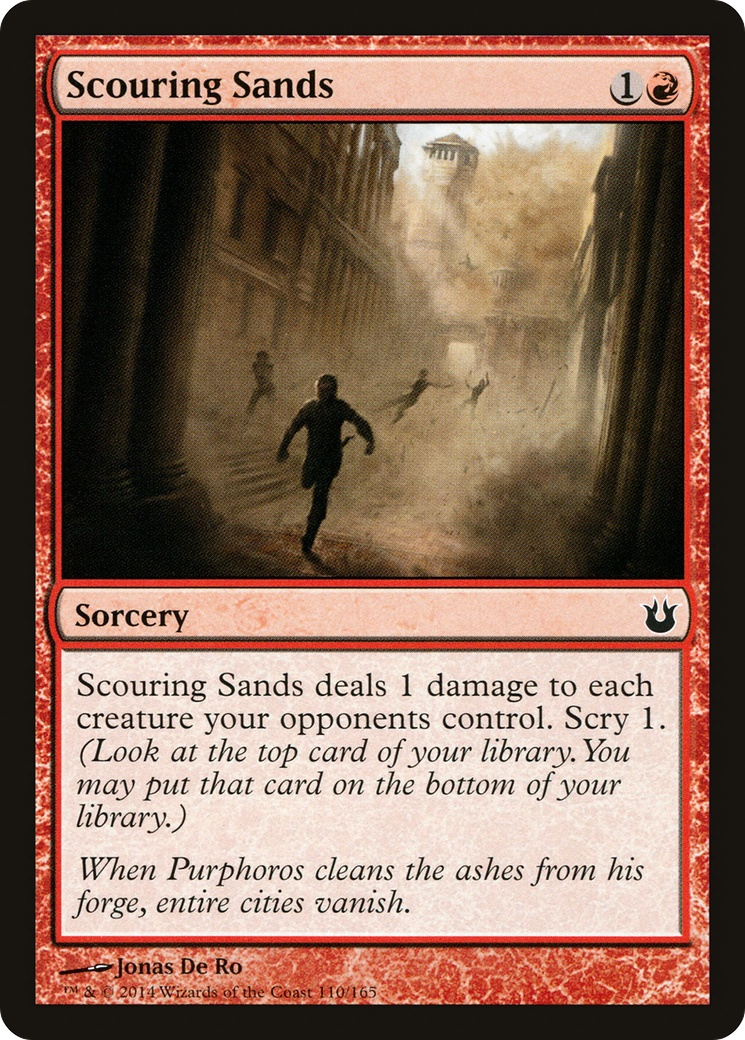 Scouring Sands 1
Sorcery
Scouring Sands deals 1 damage to each
creature your opponents control. Scry 1.
(Look at the top card of your library. You
may put that card on the bottom of your
library.)
When Purphoros cleans the ashes from his
forge, entire cities vanish.
Jonas De Ro
™ & © 2014 Wizards of the Coast 110/165